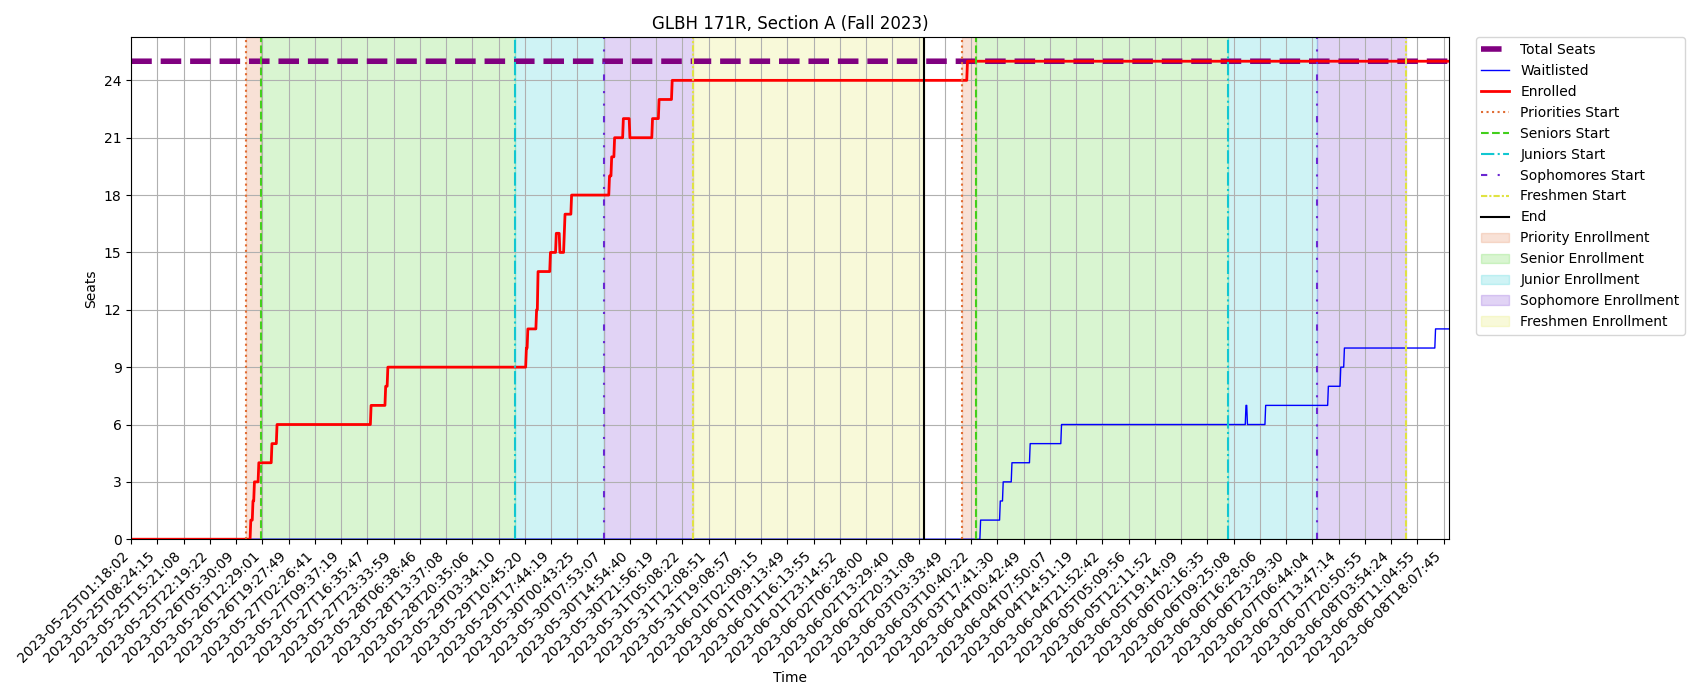 GLBH 171R, Section A (Fall 2023)
Total Seats
Waitlisted
Enrolled
Priorities Start
Seniors Start
Juniors Start
Sophomores Start
Freshmen Start
End
Priority Enrollment
Senior Enrollment
Junior Enrollment
Sophomore Enrollment
Freshmen Enrollment
Seats
24
21
18
15
12
9
6
3
0
2023-05-25T01:18:02
2023-05-25T08:24:15
2023-05-25T15:21:08
2023-05-25T22:19:22
2023-05-26T05:30:09
2023-05-26T12:29:01
2023-05-26T19:27:49
2023-05-27T02:26:41
2023-05-27T09:37:19
2023-05-27T16:35:47
2023-05-27T23:33:59
2023-05-28T06:38:46
2023-05-28T13:37:08
2023-05-28T20:35:06
2023-05-29T03:34:10
2023-05-29T10:45:20
2023-05-29T17:44:19
2023-05-30T00:43:25
2023-05-30T07:53:07
2023-05-30T14:54:40
2023-05-30T21:56:19
2023-05-31T05:08:22
2023-05-31T12:08:51
2023-05-31T19:08:57
2023-06-01T02:09:15
2023-06-01T09:13:49
2023-06-01T16:13:55
2023-06-01T23:14:52
2023-06-02T06:28:00
2023-06-02T13:29:40
2023-06-02T20:31:08
2023-06-03T03:33:49
2023-06-03T10:40:22
2023-06-03T17:41:30
2023-06-04T00:42:49
2023-06-04T07:50:07
2023-06-04T14:51:19
2023-06-04T21:52:42
2023-06-05T05:09:56
2023-06-05T12:11:52
2023-06-05T19:14:09
2023-06-06T02:16:35
2023-06-06T09:25:08
2023-06-06T16:28:06
2023-06-06T23:29:30
2023-06-07T06:44:04
2023-06-07T13:47:14
2023-06-07T20:50:55
2023-06-08T03:54:24
2023-06-08T11:04:55
2023-06-08T18:07:45
Time